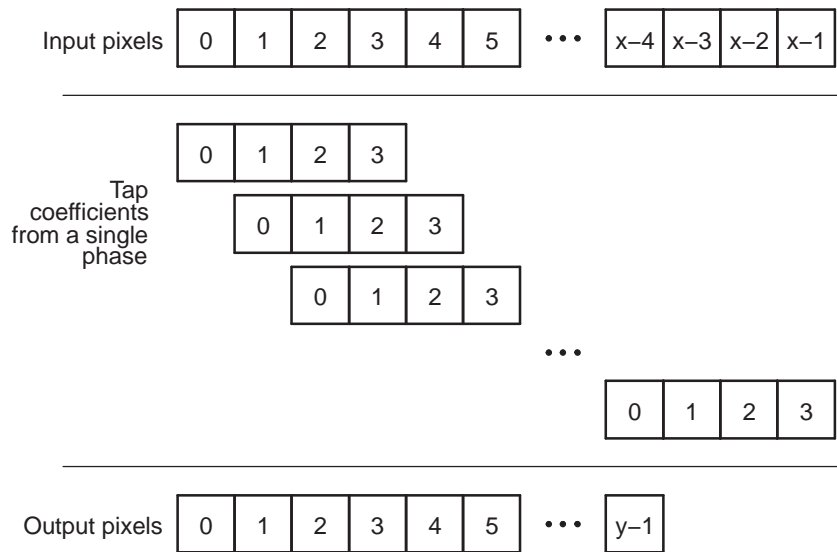 Input pixels 0 1 2 3 4 5 ••• x−4 x−3 x−2 x−1
0 1 2 3
Tap
coefficients
from a single
phase
0 1 2 3
0 1 2 3
•••
0 1 2 3
Output pixels 0 1 2 3 4 5 ••• y−1